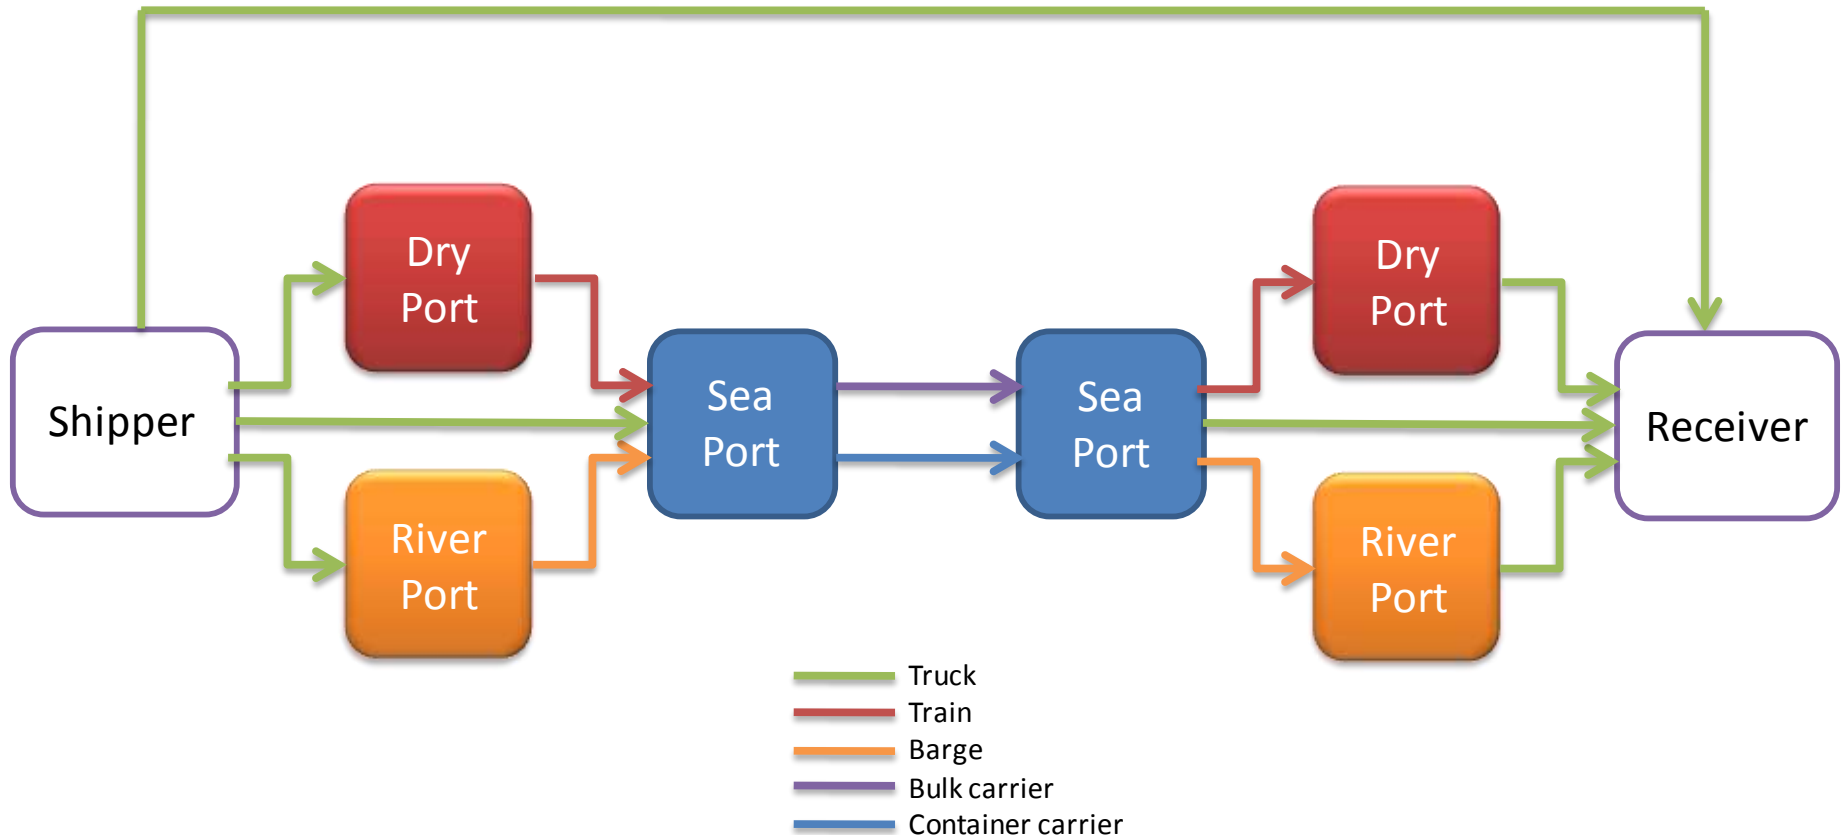 Dry
Port
Dry
Port
Shipper
Sea
Port
Sea
Port
Receiver
River
Port
River
Port
Truck
Train
Barge
Bulk carrier
Container carrier